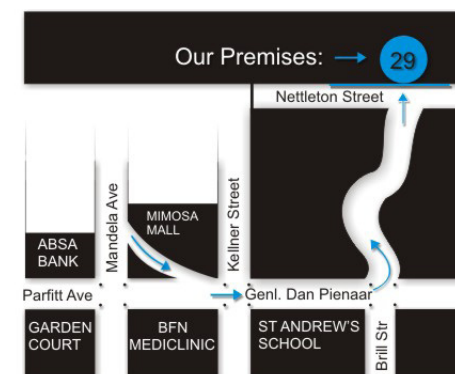 Our Premises:
29
Nettleton Street
Mandela Ave
MIMOSA
MALL
Kellner Street
ABSA
BANK
Parfitt Ave
Genl. Dan Pienaar
GARDEN
COURT
BFN
MEDICLINIC
ST ANDREW'S
SCHOOL
Brill Str